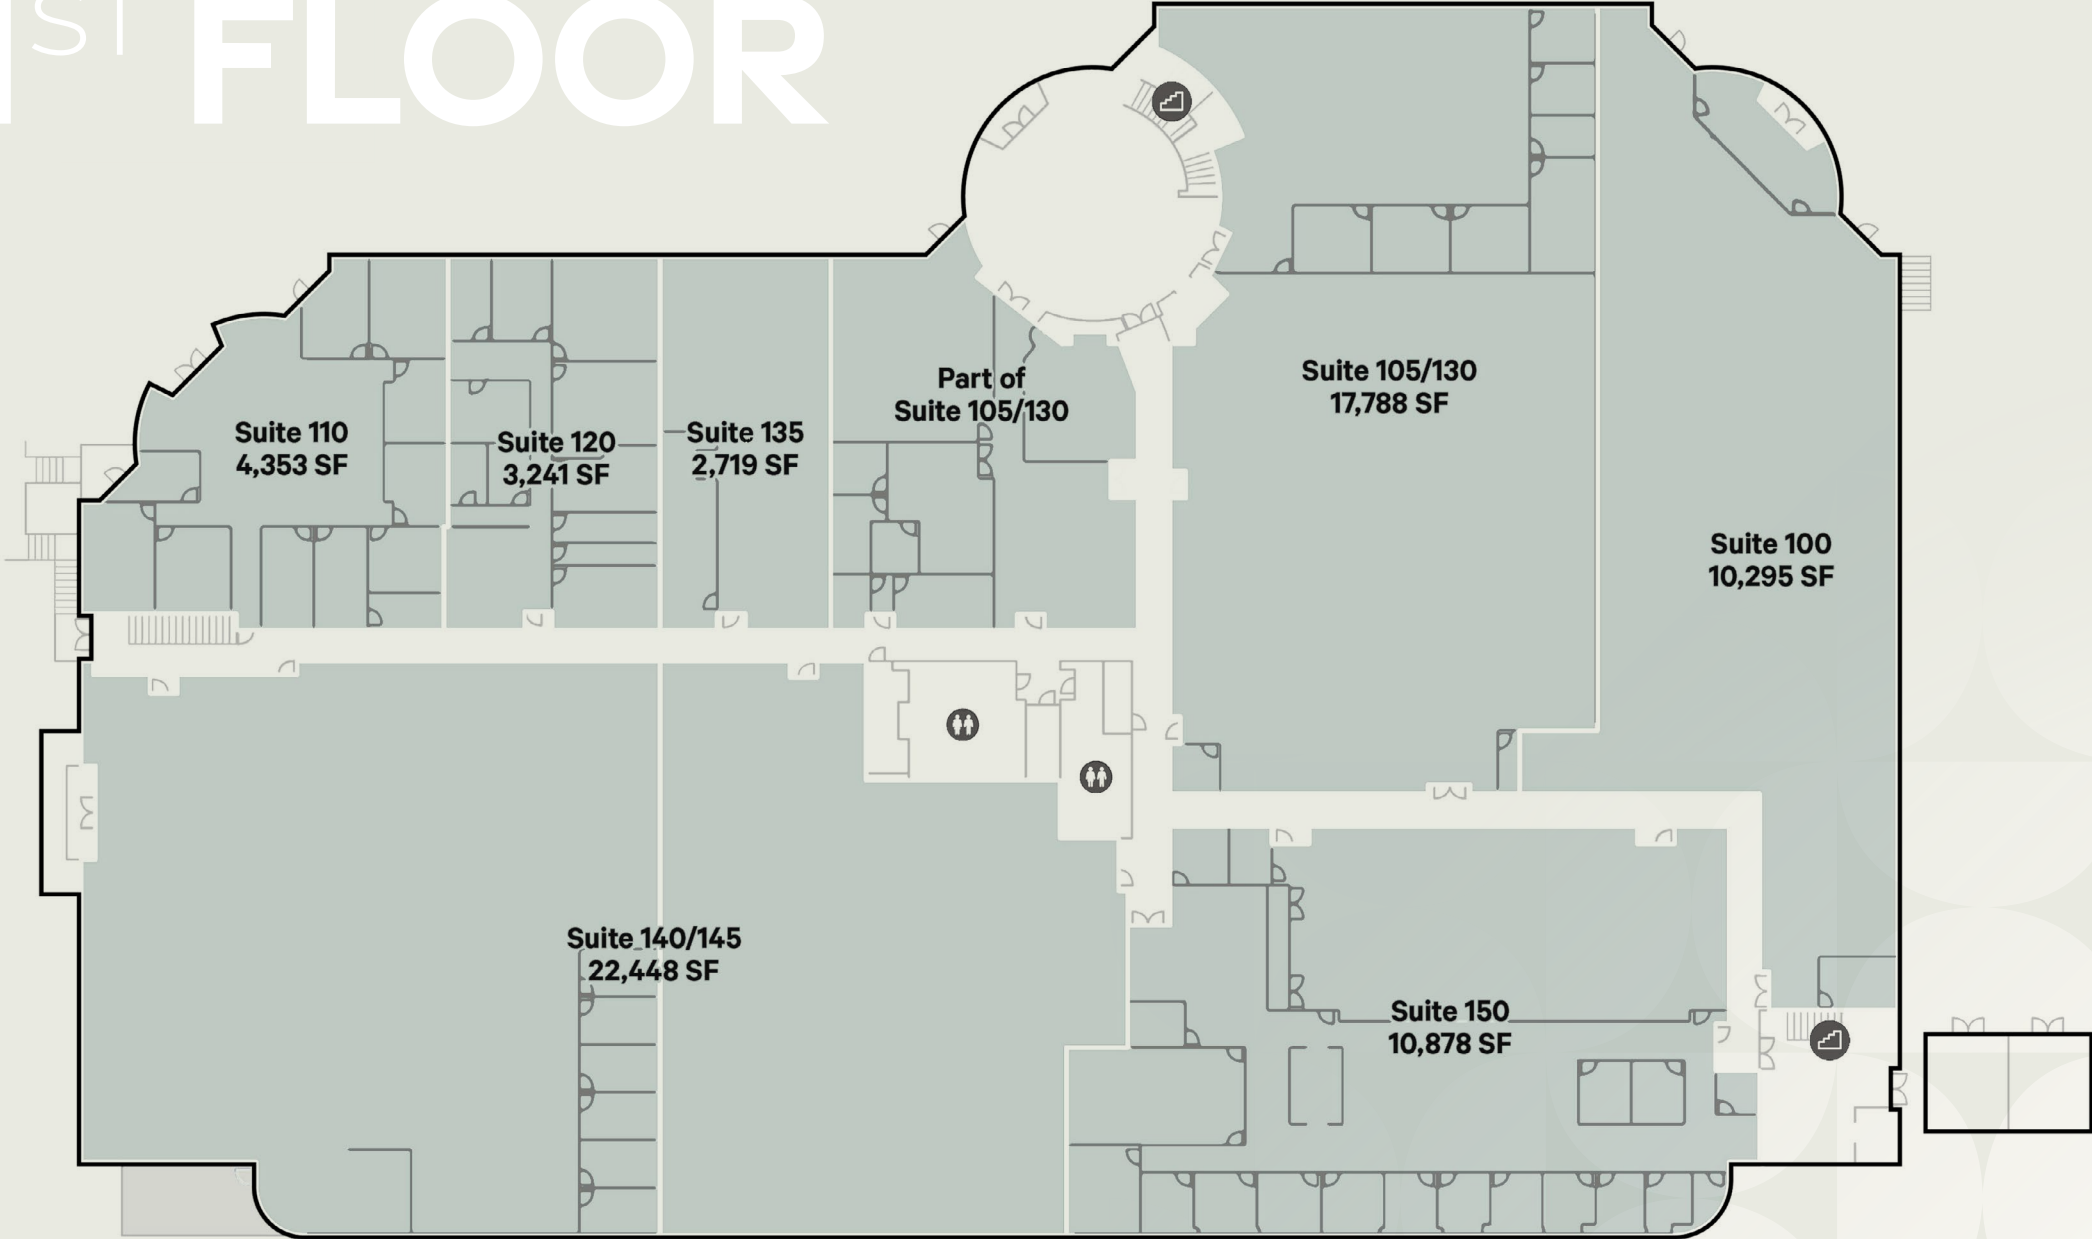 1ST FLOOR
Suite 110
4,353 SF
Suite 120
3,241 SF
Suite 135
2,719 SF
Part of
Suite 105/130
Suite 105/130
17,788 SF
Suite 100
10,295 SF
Suite 140/145
22,448 SF
Suite 150
10,878 SF